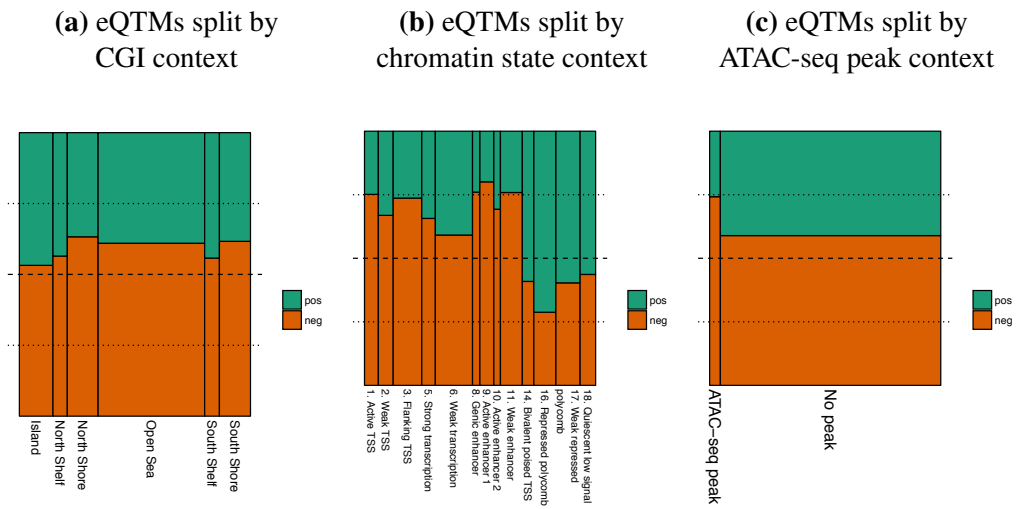 (a) eQTMs split by
CGI context
(b) eQTMs split by
chromatin state context
(c) eQTMs split by
ATAC-seq peak context
pos
neg
Island
North Shelf
North Shore
Open Sea
South Shelf
South Shore
pos
neg
1. Active TSS
2. Weak TSS
3. Flanking TSS
5. Strong transcription
6. Weak transcription
8. Genic enhancer
9. Active enhancer 1
10. Active enhancer 2
11. Weak enhancer
14. Bivalent poised TSS
16. Repressed polycomb
17. Weak repressed
polycomb
18. Quiescent low signal
pos
neg
ATAC−seq peak
No peak